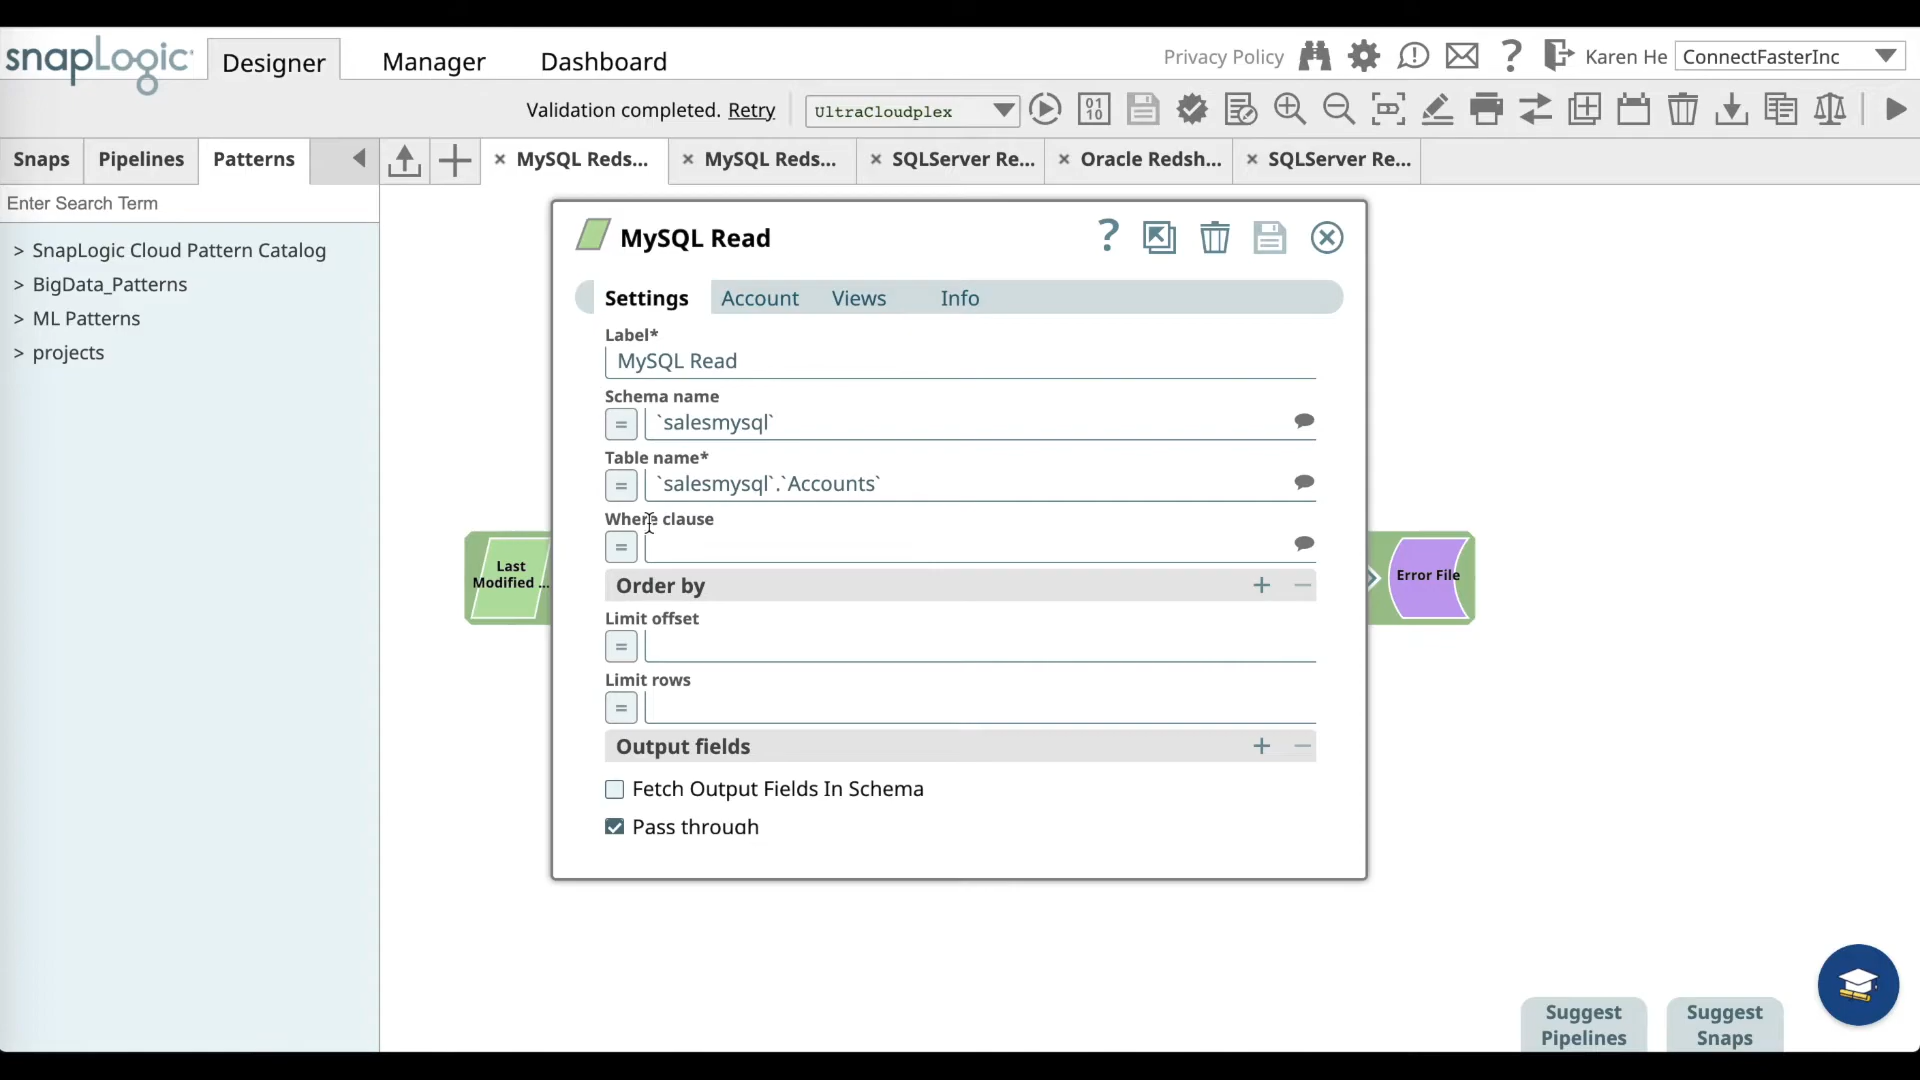 snapLogic
Designer
Manager
Dashboard
Privacy Policy
?
Karen He
ConnectFasterInc
Validation completed. Retry
UltraCloudplex
01
10
Snaps
Pipelines
Patterns
× MySQL Reds...
× MySQL Reds...
× SQLServer Re...
× Oracle Redsh...
× SQLServer Re...
Enter Search Term
> SnapLogic Cloud Pattern Catalog
> BigData_Patterns
> ML Patterns
> projects
MySQL Read
?
Settings
Account
Views
Info
Label*
MySQL Read
Schema name
= `salesmysql`
Table name*
= `salesmysql`.`Accounts`
Where clause
=
Order by
Limit offset
=
Limit rows
=
Output fields
Fetch Output Fields In Schema
Pass through
Last
Modified ...
Error File
Suggest
Pipelines
Suggest
Snaps